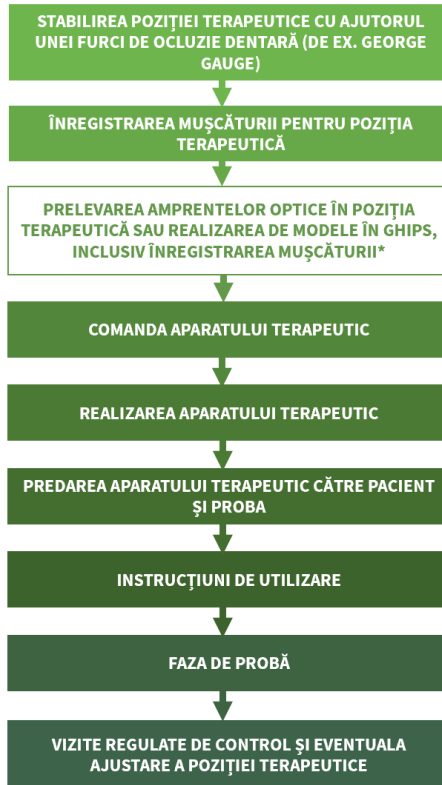 STABILIREA POZIȚIEI TERAPEUTICE CU AJUTORUL
UNEI FURCI DE OCLUZIE DENTARĂ (DE EX. GEORGE
GAUGE)
ÎNREGISTRAREA MUȘCĂTURII PENTRU POZIȚIA
TERAPEUTICĂ
PRELEVAREA AMPRENTELOR OPTICE ÎN POZIȚIA
TERAPEUTICĂ SAU REALIZAREA DE MODELE ÎN GHIPS,
INCLUSIV ÎNREGISTRAREA MUȘCĂTURII*
COMANDA APARATULUI TERAPEUTIC
REALIZAREA APARATULUI TERAPEUTIC
PREDAREA APARATULUI TERAPEUTIC CĂTRE PACIENT
ȘI PROBA
INSTRUCȚIUNI DE UTILIZARE
FAZA DE PROBĂ
VIZITE REGULATE DE CONTROL ȘI EVENTUALA
AJUSTARE A POZIȚIEI TERAPEUTICE